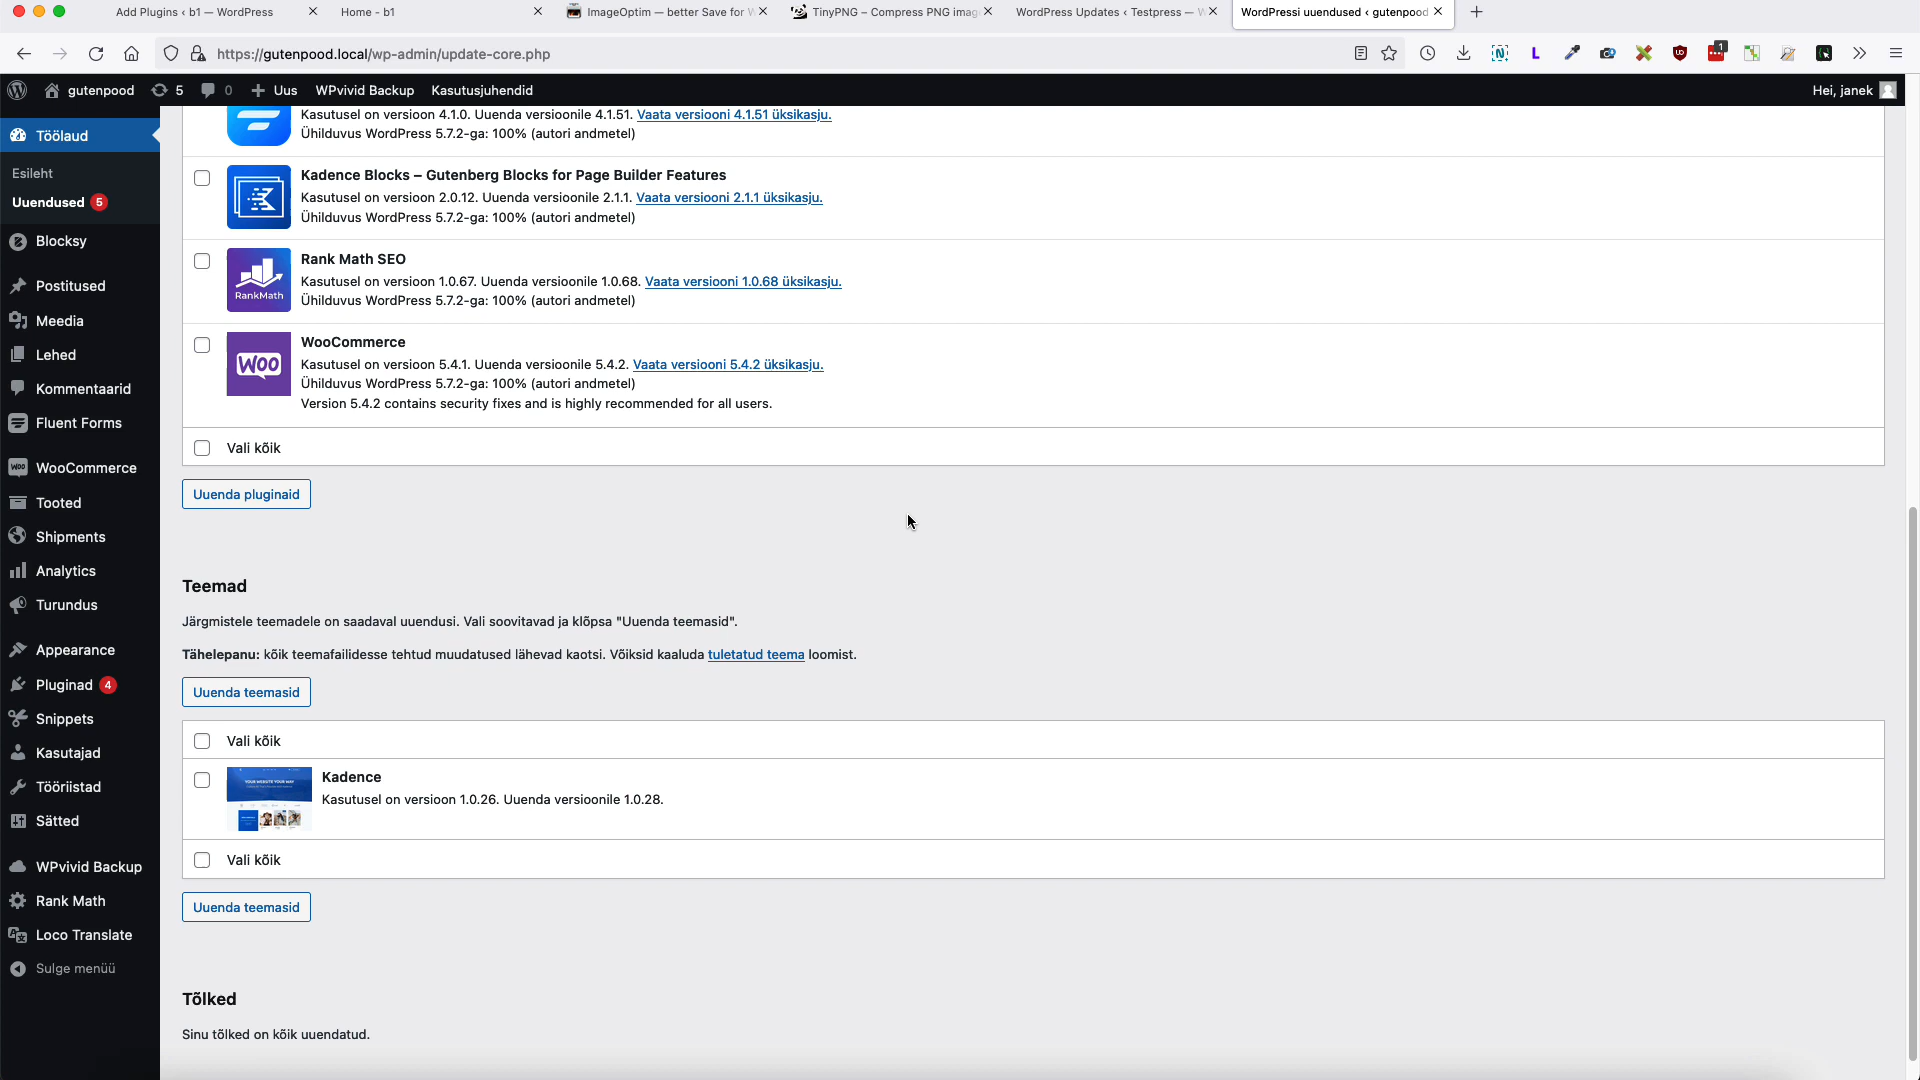 Add Plugins ‹ b1 — WordPress
Home - b1
ImageOptim — better Save for W
TinyPNG – Compress PNG imag
WordPress Updates ‹ Testpress — W
WordPressi uuendused ‹ gutenpood
https://gutenpood.local/wp-admin/update-core.php
1
gutenpood
5
0
Uus
WPvivid Backup
Kasutusjuhendid
Hei, janek
Töölaud
Esileht
Uuendused 5
Blocksy
Postitused
Meedia
Lehed
Kommentaarid
Fluent Forms
WooCommerce
Tooted
Shipments
Analytics
Turundus
Appearance
Pluginad 4
Snippets
Kasutajad
Tööriistad
Sätted
WPvivid Backup
Rank Math
Loco Translate
Sulge menüü
Kasutusel on versioon 4.1.0. Uuenda versioonile 4.1.51. Vaata versiooni 4.1.51 üksikasju.
Ühilduvus WordPress 5.7.2-ga: 100% (autori andmetel)
Kadence Blocks – Gutenberg Blocks for Page Builder Features
Kasutusel on versioon 2.0.12. Uuenda versioonile 2.1.1. Vaata versiooni 2.1.1 üksikasju.
Ühilduvus WordPress 5.7.2-ga: 100% (autori andmetel)
RankMath
Rank Math SEO
Kasutusel on versioon 1.0.67. Uuenda versioonile 1.0.68. Vaata versiooni 1.0.68 üksikasju.
Ühilduvus WordPress 5.7.2-ga: 100% (autori andmetel)
WOO
WooCommerce
Kasutusel on versioon 5.4.1. Uuenda versioonile 5.4.2. Vaata versiooni 5.4.2 üksikasju.
Ühilduvus WordPress 5.7.2-ga: 100% (autori andmetel)
Version 5.4.2 contains security fixes and is highly recommended for all users.
Vali kõik
Uuenda pluginaid
Teemad
Järgmistele teemadele on saadaval uuendusi. Vali soovitavad ja klõpsa "Uuenda teemasid".
Tähelepanu: kõik teemafailidesse tehtud muudatused lähevad kaotsi. Võiksid kaaluda tuletatud teema loomist.
Uuenda teemasid
Vali kõik
YOUR WEBSITE YOUR WAY
Kadence
Kasutusel on versioon 1.0.26. Uuenda versioonile 1.0.28.
Vali kõik
Uuenda teemasid
Tõlked
Sinu tõlked on kõik uuendatud.